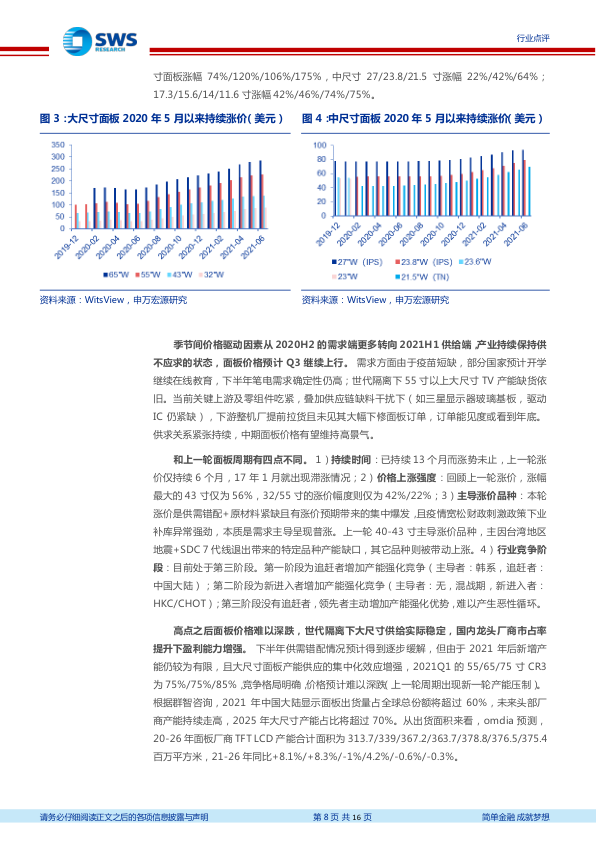 SWS
RESEARCH
行业点评
寸面板涨幅 74%/120%/106%/175%，中尺寸 27/23.8/21.5 寸涨幅 22%/42%/64%；
17.3/15.6/14/11.6 寸涨幅 42%/46%/74%/75%。
图 3：大尺寸面板 2020 年 5 月以来持续涨价（美元）
图 4：中尺寸面板 2020 年 5 月以来持续涨价（美元）
350
300
250
200
150
100
50
0
2019-12
2020-02
2020-04
2020-06
2020-08
2020-10
2020-12
2021-02
2021-04
2021-06
65"W 55"W 43"W 32"W
100
80
60
40
20
0
2019-12
2020-02
2020-04
2020-06
2020-08
2020-10
2020-12
2021-02
2021-04
2021-06
27"W（IPS） 23.8"W（IPS） 23.6"W
23"W 21.5"W（TN）
资料来源：WitsView，申万宏源研究
资料来源：WitsView，申万宏源研究
季节间价格驱动因素从 2020H2 的需求端更多转向 2021H1 供给端，产业持续保持供
不应求的状态，面板价格预计 Q3 继续上行。 需求方面由于疫苗短缺，部分国家预计开学
继续在线教育，下半年笔电需求确定性仍高；世代隔离下 55 寸以上大尺寸 TV 产能缺货依
旧。当前关键上游及零组件吃紧，叠加供应链缺料干扰下（如三星显示器玻璃基板，驱动
IC 仍紧缺），下游整机厂提前拉货且未见其大幅下修面板订单，订单能见度或看到年底。
供求关系紧张持续，中期面板价格有望维持高景气。
和上一轮面板周期有四点不同。 1）持续时间：已持续 13 个月而涨势未止，上一轮涨
价仅持续 6 个月，17 年 1 月就出现滞涨情况；2）价格上涨强度：回顾上一轮涨价，涨幅
最大的 43 寸仅为 56%，32/55 寸的涨价幅度则仅为 42%/22%；3）主导涨价品种：本轮
涨价是供需错配+原材料紧缺且有涨价预期带来的集中爆发，且疫情宽松财政刺激政策下业
补库异常强劲，本质是需求主导呈现普涨。上一轮 40-43 寸主导涨价品种，主因台湾地区
地震+SDC 7 代线退出带来的特定品种产能缺口，其它品种则被带动上涨。4）行业竞争阶
段：目前处于第三阶段。第一阶段为追赶者增加产能强化竞争（主导者：韩系，追赶者：
中国大陆）；第二阶段为新进入者增加产能强化竞争（主导者：无，混战期，新进入者：
HKC/CHOT）；第三阶段没有追赶者，领先者主动增加产能强化优势，难以产生恶性循环。
高点之后面板价格难以深跌，世代隔离下大尺寸供给实际稳定，国内龙头厂商市占率
提升下盈利能力增强。 下半年供需错配情况预计得到逐步缓解，但由于 2021 年后新增产
能仍较为有限，且大尺寸面板产能供应的集中化效应增强，2021Q1 的 55/65/75 寸 CR3
为 75%/75%/85%，竞争格局明确，价格预计难以深跌（上一轮周期出现新一轮产能压制）。
根据群智咨询，2021 年中国大陆显示面板出货量占全球总份额将超过 60%，未来头部厂
商产能持续走高，2025 年大尺寸产能占比将超过 70%。从出货面积来看，omdia 预测，
20-26 年面板厂商 TFT LCD 产能合计面积为 313.7/339/367.2/363.7/378.8/376.5/375.4
百万平方米，21-26 年同比+8.1%/+8.3%/-1%/4.2%/-0.6%/-0.3%。
请务必仔细阅读正文之后的各项信息披露与声明
第 8 页 共 16 页
简单金融 成就梦想